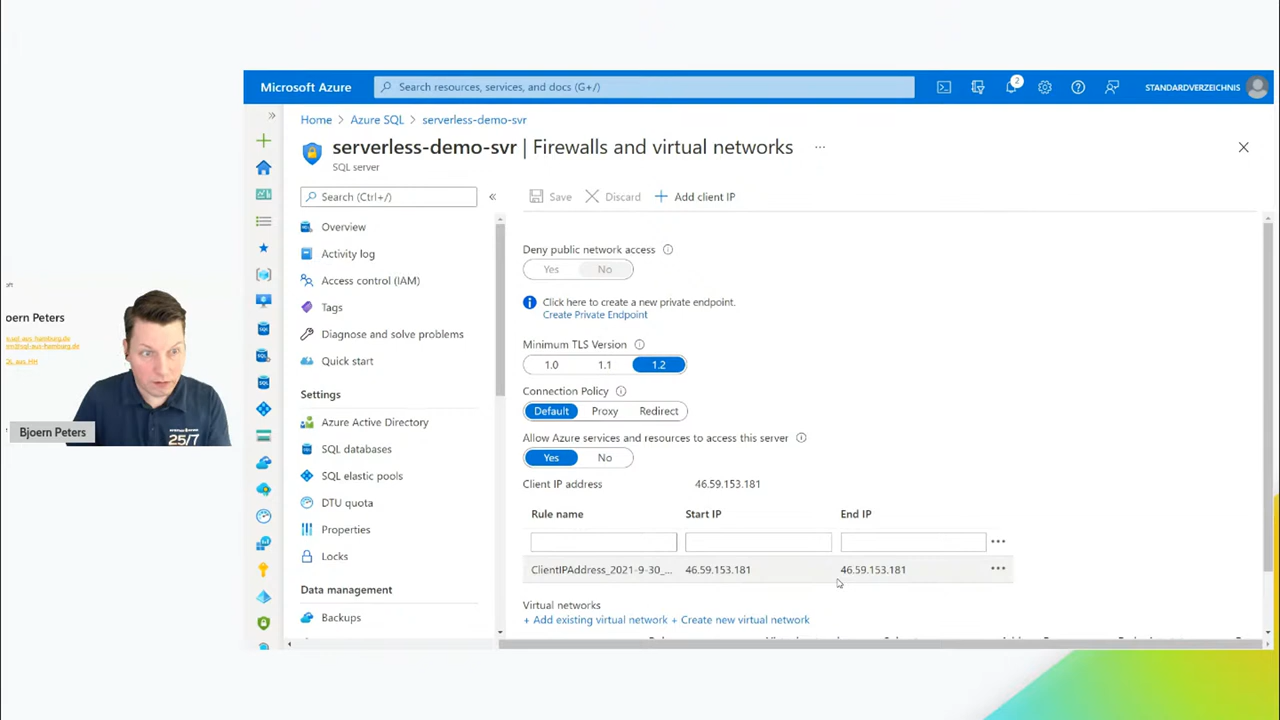 Microsoft Azure
Search resources, services, and docs (G+/)
2
STANDARDVERZEICHNIS
Home > Azure SQL > serverless-demo-svr
serverless-demo-svr | Firewalls and virtual networks ...
SQL server
Search (Ctrl+/)
«
Save
Discard
Add client IP
Overview
Activity log
Access control (IAM)
Tags
Diagnose and solve problems
Quick start
Settings
Azure Active Directory
SQL databases
SQL elastic pools
DTU quota
Properties
Locks
Data management
Backups
Deny public network access
Yes No
Click here to create a new private endpoint.
Create Private Endpoint
Minimum TLS Version
1.0 1.1 1.2
Connection Policy
Default Proxy Redirect
Allow Azure services and resources to access this server
Yes No
Client IP address 46.59.153.181
Rule name Start IP End IP
ClientIPAddress_2021-9-30_... 46.59.153.181 46.59.153.181
Virtual networks
+ Add existing virtual network + Create new virtual network
oern Peters
25/7
Bjoern Peters